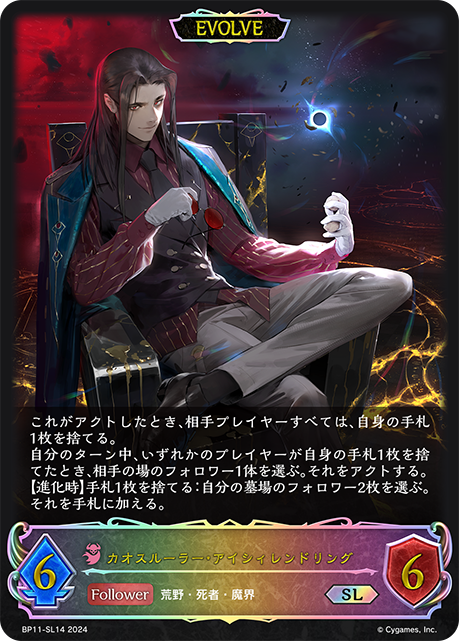 EVOLVE
これがアクトしたとき、相手プレイヤーすべては、自身の手札
1枚を捨てる。
自分のターン中、いずれかのプレイヤーが自身の手札1枚を捨
てたとき、相手の場のフォロワー1体を選ぶ。それをアクトする。
【進化時】手札1枚を捨てる：自分の墓場のフォロワー2枚を選ぶ。
それを手札に加える。
カオスルーラー・アイシィレンドリング
6
6
Follower 荒野・死者・魔界
SL
BP11-SL14 2024
© Cygames, Inc.